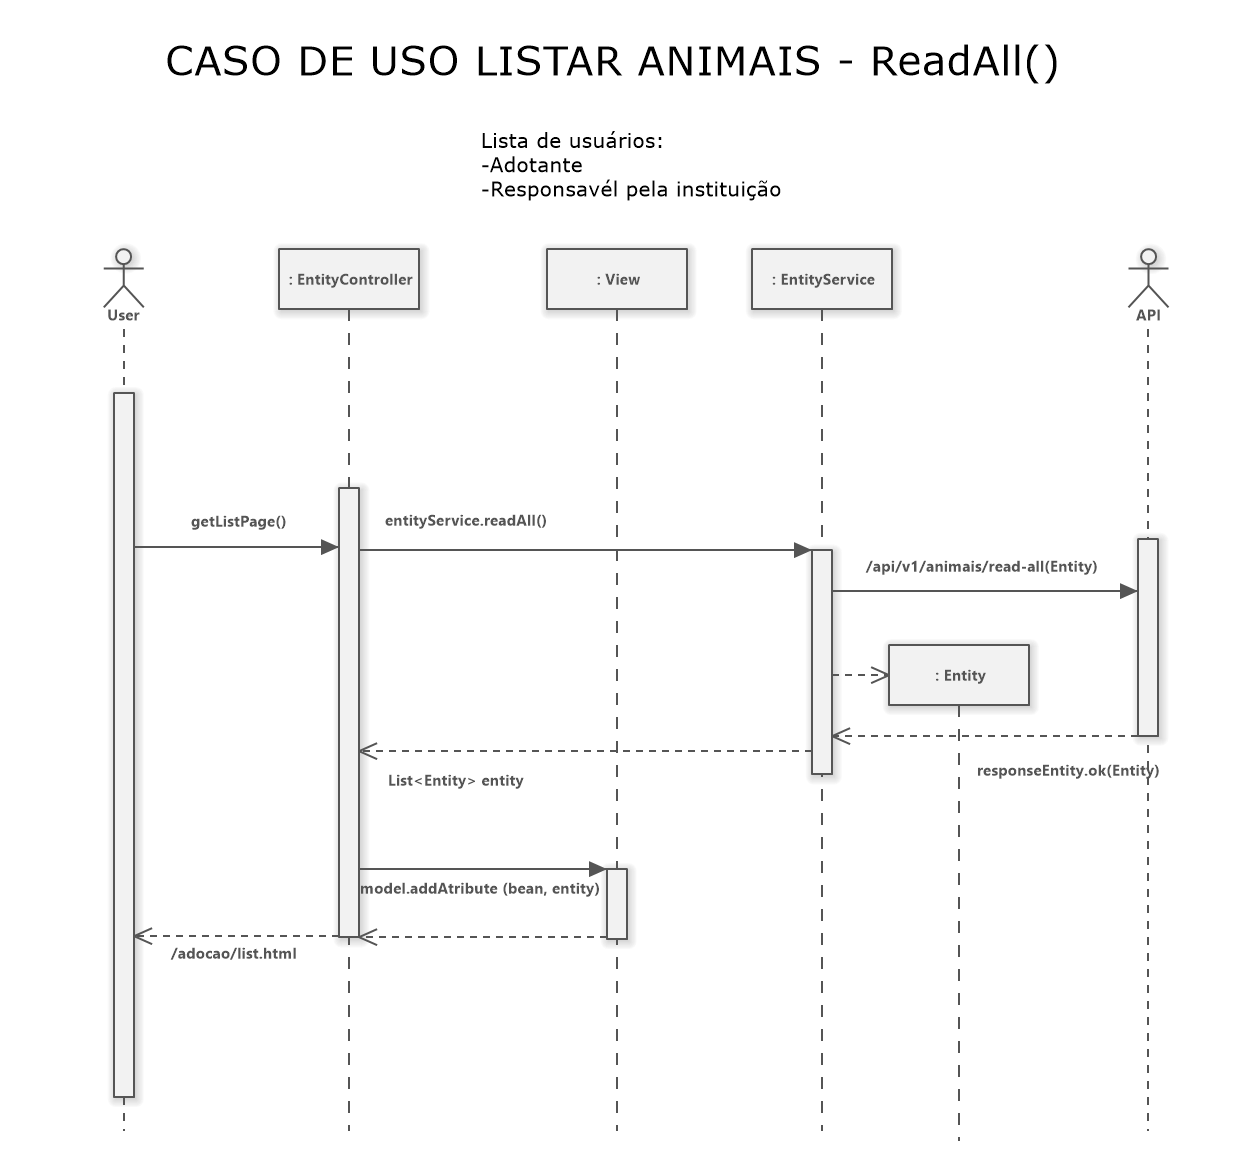 CASO DE USO LISTAR ANIMAIS - ReadAll()
Lista de usuários:
-Adotante
-Responsavél pela instituição
User
: EntityController
: View
: EntityService
API
getListPage()
entityService.readAll()
/api/v1/animais/read-all(Entity)
: Entity
responseEntity.ok(Entity)
List<Entity> entity
model.addAtribute (bean, entity)
/adocao/list.html